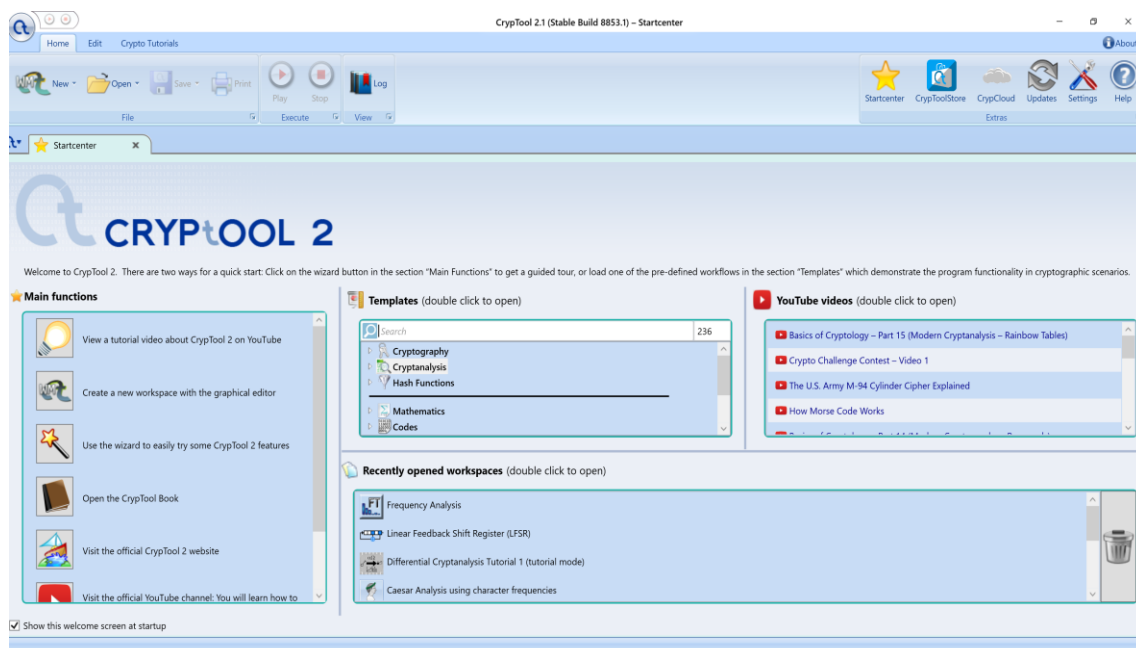 CrypTool 2.1 (Stable Build 8853.1) – Startcenter
Home Edit Crypto Tutorials
About
New Open Save Print Play Stop Log
Startcenter CrypToolStore CrypCloud Updates Settings Help
File Execute View Extras
Startcenter
CRYPtOOL 2
Welcome to CrypTool 2. There are two ways for a quick start: Click on the wizard button in the section "Main Functions" to get a guided tour, or load one of the pre-defined workflows in the section "Templates" which demonstrate the program functionality in cryptographic scenarios.
Main functions
View a tutorial video about CrypTool 2 on YouTube
Create a new workspace with the graphical editor
Use the wizard to easily try some CrypTool 2 features
Open the CrypTool Book
Visit the official CrypTool 2 website
Visit the official YouTube channel: You will learn how to
Templates (double click to open)
Search 236
Cryptography
Cryptanalysis
Hash Functions
Mathematics
Codes
YouTube videos (double click to open)
Basics of Cryptology – Part 15 (Modern Cryptanalysis – Rainbow Tables)
Crypto Challenge Contest – Video 1
The U.S. Army M-94 Cylinder Cipher Explained
How Morse Code Works
Recently opened workspaces (double click to open)
Frequency Analysis
Linear Feedback Shift Register (LFSR)
Differential Cryptanalysis Tutorial 1 (tutorial mode)
Caesar Analysis using character frequencies
Show this welcome screen at startup